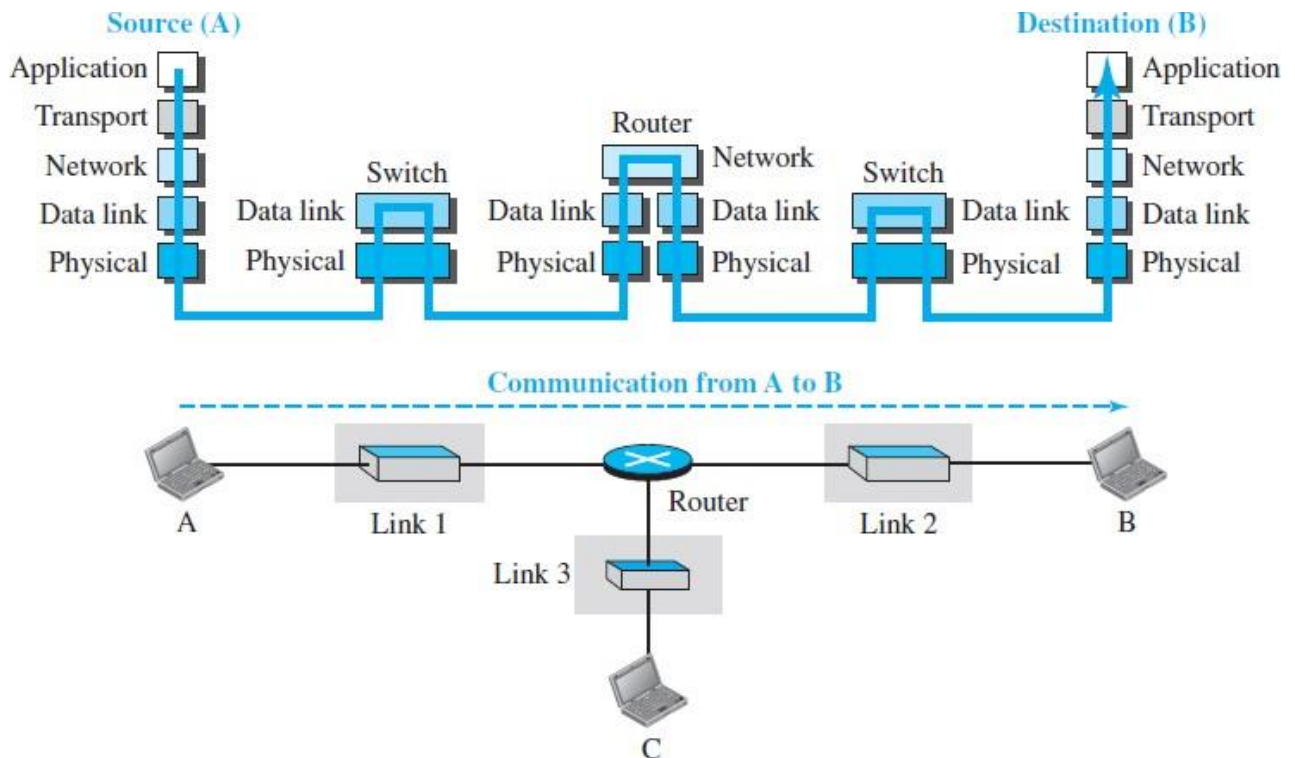 Source (A)
Destination (B)
Application
Application
Transport
Transport
Router
Network
Network
Network
Switch
Switch
Data link
Data link
Data link
Data link
Data link
Data link
Physical
Physical
Physical
Physical
Physical
Physical
Communication from A to B
A
Link 1
Router
Link 2
B
Link 3
C